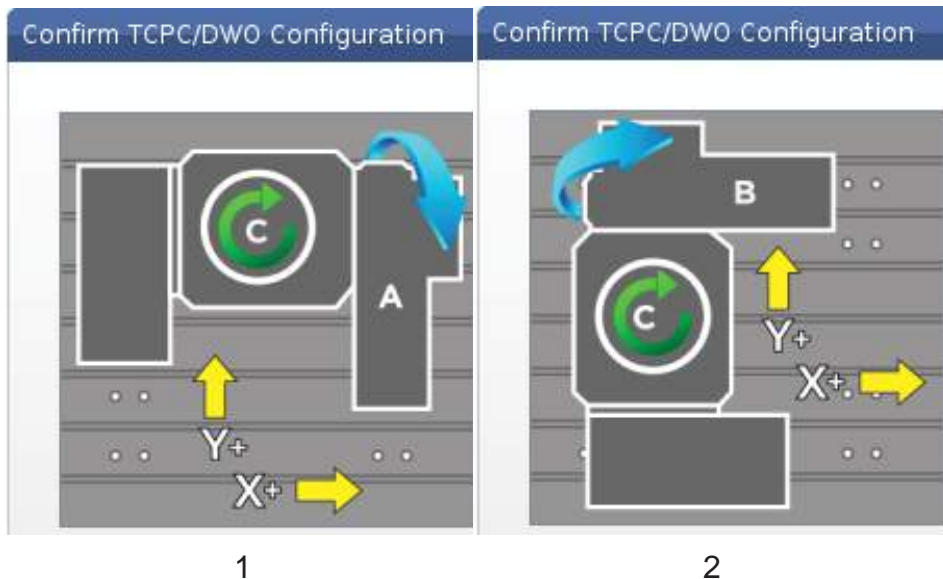 Confirm TCPC/DWO Configuration
C
A
Y+
X+
1
Confirm TCPC/DWO Configuration
B
C
Y+
X+
2